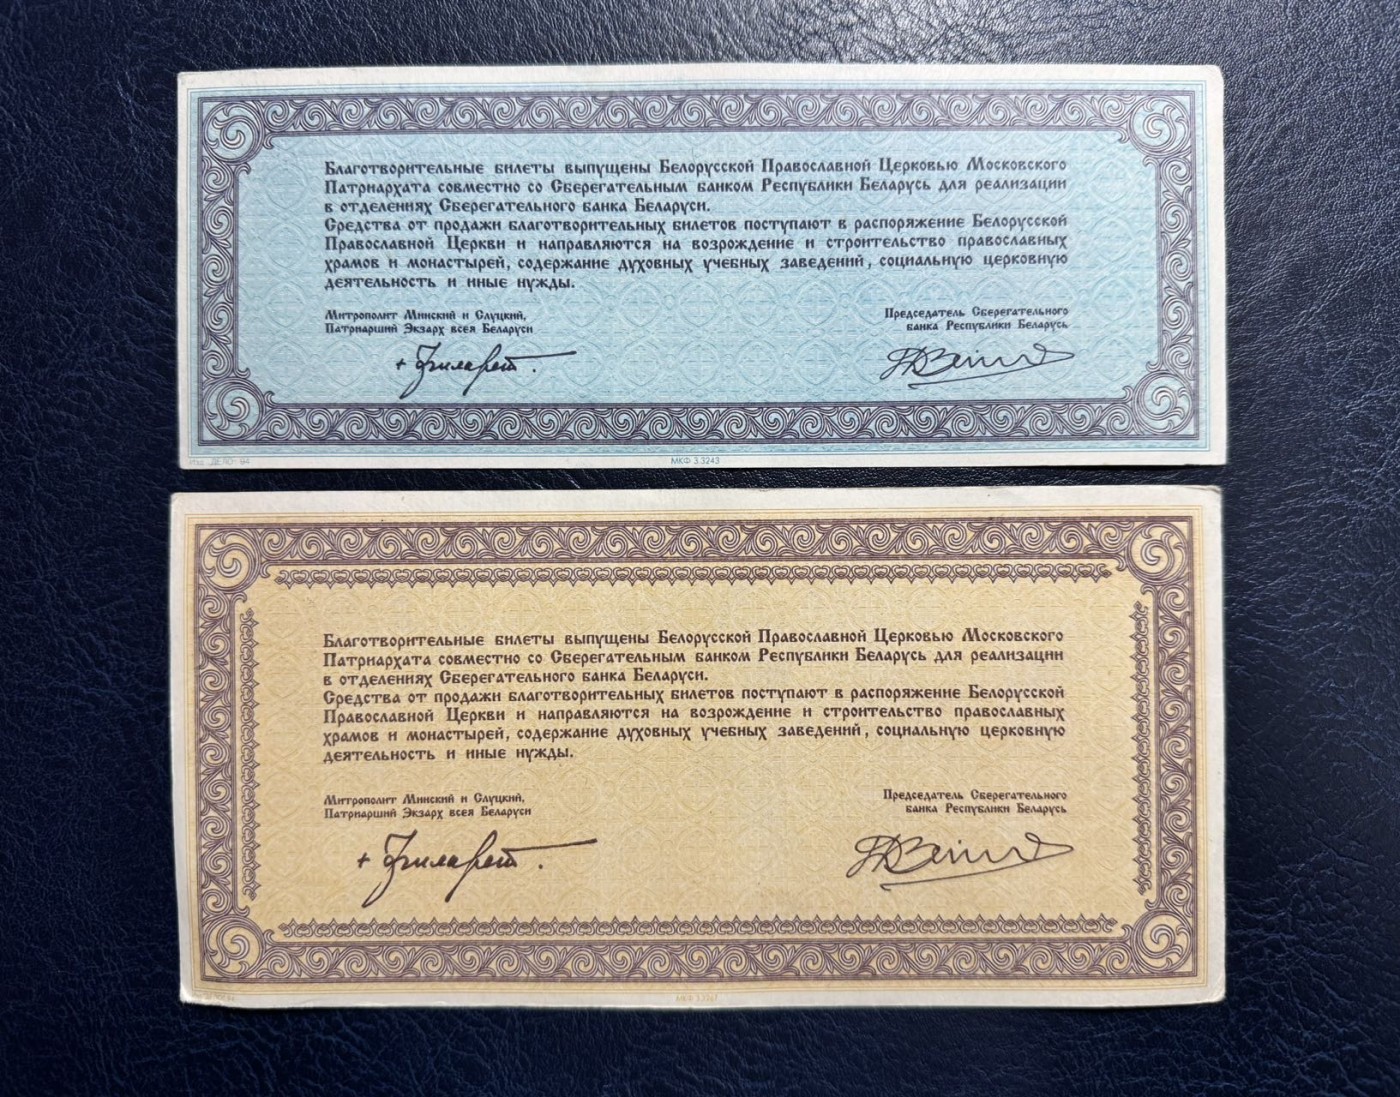 Благотворительные билеты выпущены Белорусской Православной Церковью Московского
Патриархата совместно со Сберегательным банком Республики Беларусь для реализации
в отделениях Сберегательного банка Беларуси.
Средства от продажи благотворительных билетов поступают в распоряжение Белорусской
Православной Церкви и направляются на возрождение и строительство православных
храмов и монастырей, содержание духовных учебных заведений, социальную церковную
деятельность и иные нужды.
Митрополит Минский и Слуцкий,
Патриарший Экзарх всея Беларуси
Председатель Сберегательного
банка Республики Беларусь
+ Филарет.
"ДЕЛО" 94
МКФ 3.3243
Благотворительные билеты выпущены Белорусской Православной Церковью Московского
Патриархата совместно со Сберегательным банком Республики Беларусь для реализации
в отделениях Сберегательного банка Беларуси.
Средства от продажи благотворительных билетов поступают в распоряжение Белорусской
Православной Церкви и направляются на возрождение и строительство православных
храмов и монастырей, содержание духовных учебных заведений, социальную церковную
деятельность и иные нужды.
Митрополит Минский и Слуцкий,
Патриарший Экзарх всея Беларуси
Председатель Сберегательного
банка Республики Беларусь
+ Филарет.
МКФ